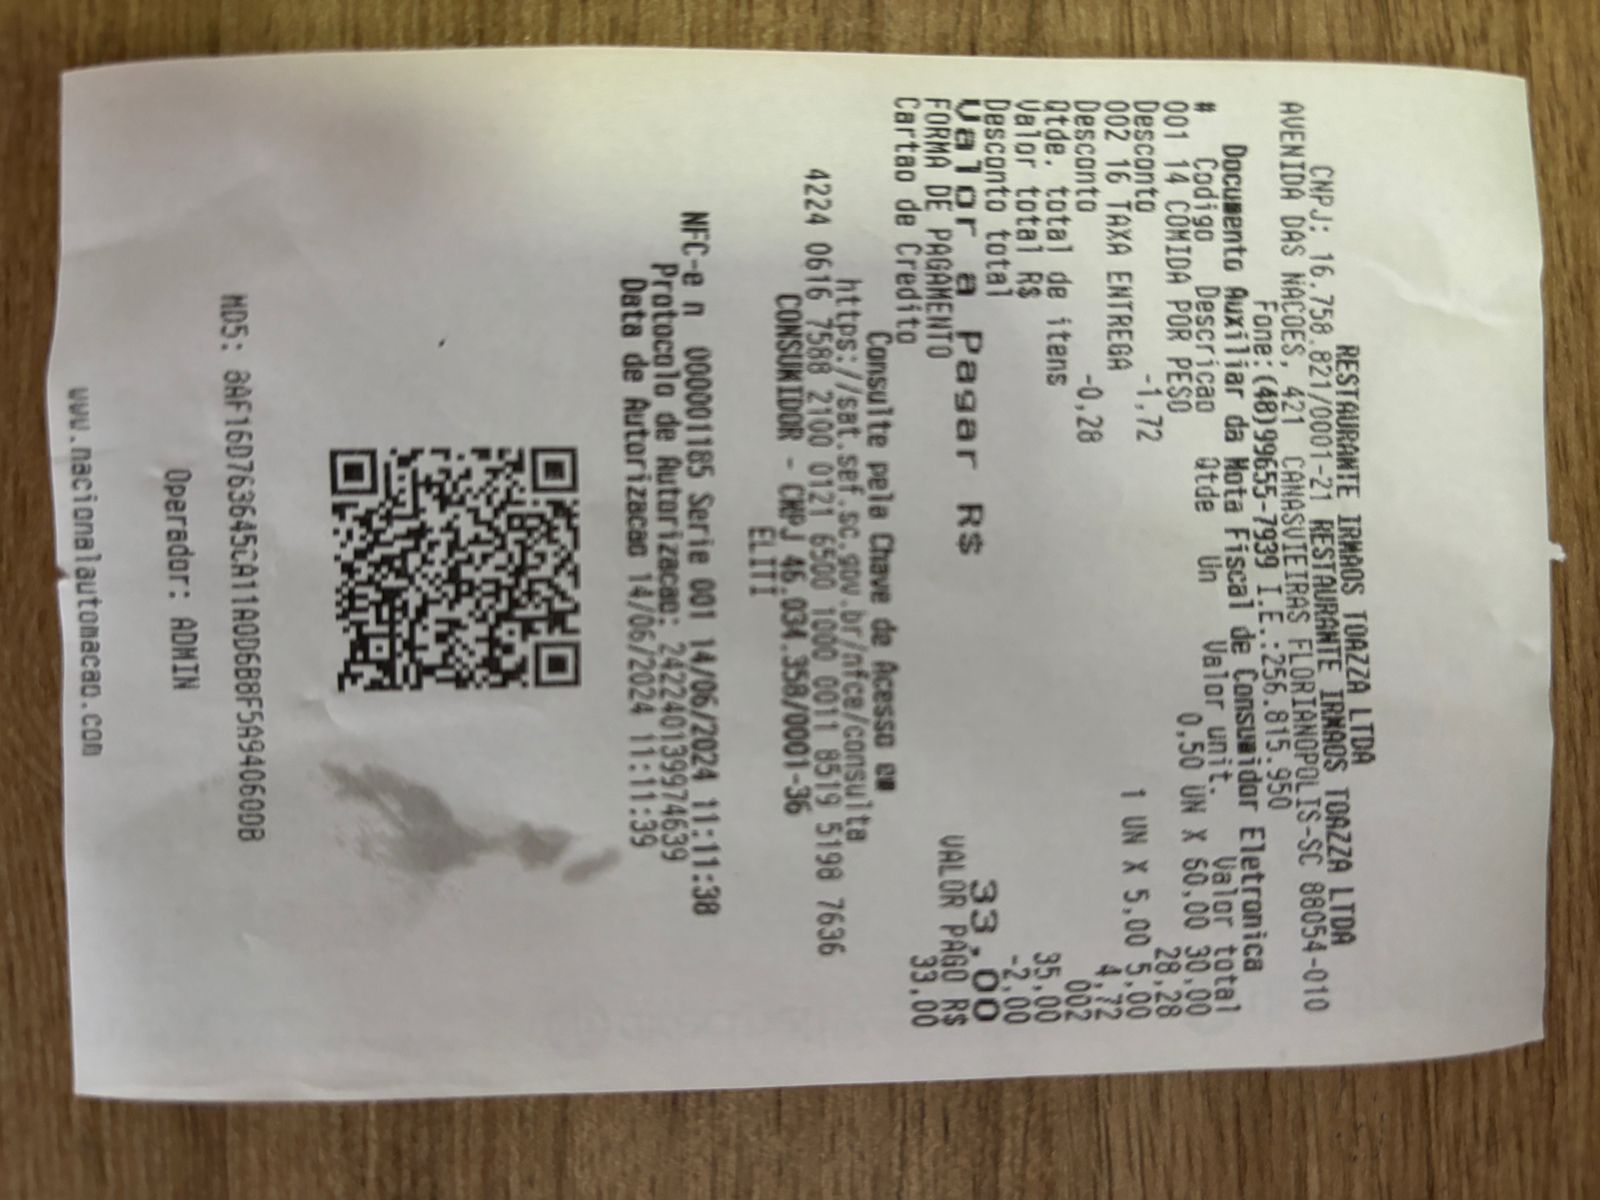 RESTAURANTE IRMAOS TOAZZA LTDA
CNPJ: 16.758.821/0001-21 RESTAURANTE IRMAOS TOAZZA LTDA
AVENIDA DAS NACOES, 421 CANASVIEIRAS FLORIANOPOLIS-SC 88054-010
Fone:(48)99655-7939 I.E.:256.815.950
Documento Auxiliar da Nota Fiscal de Consumidor Eletronica
# Codigo Descricao Qtde Un Valor unit. Valor total
001 14 COMIDA POR PESO 0,50 UN X 60,00 30,00
Desconto -1,72 28,28
002 16 TAXA ENTREGA 1 UN X 5,00 5,00
Desconto -0,28 4,72
Qtde. total de itens 002
Valor total R$ 35,00
Desconto total -2,00
Valor a Pagar R$ 33,00
FORMA DE PAGAMENTO VALOR PAGO R$
Cartao de Credito 33,00
Consulte pela Chave de Acesso em
https://sat.sef.sc.gov.br/nfce/consulta
4224 0616 7588 2100 0121 6500 1000 0011 8519 5198 7636
CONSUMIDOR - CNPJ 46.034.358/0001-36
ELITI
NFC-e n 000001185 Serie 001 14/06/2024 11:11:38
Protocolo de Autorizacao: 242240139974639
Data de Autorizacao 14/06/2024 11:11:39
MD5: 8AF16D763645CA11A0D6B8F5A94060DB
Operador: ADMIN
www.nacionalautomacao.com